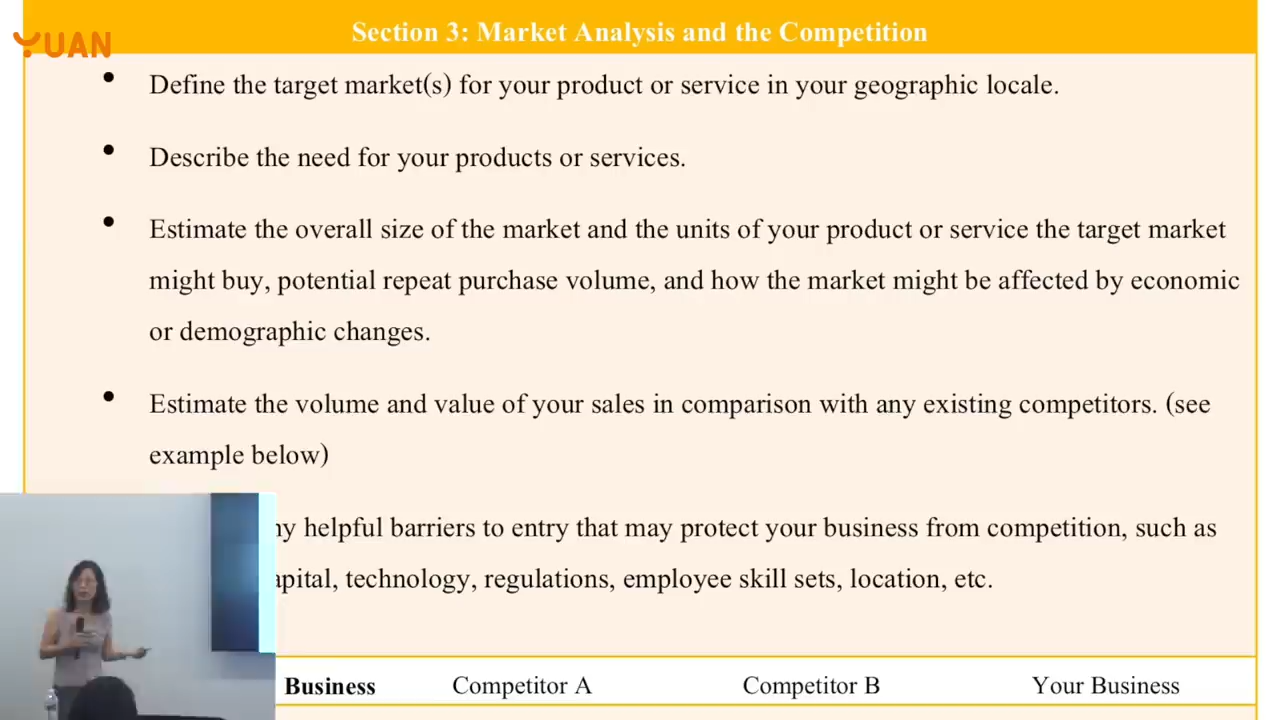 Section 3: Market Analysis and the Competition
YUAN
• Define the target market(s) for your product or service in your geographic locale.
• Describe the need for your products or services.
• Estimate the overall size of the market and the units of your product or service the target market
might buy, potential repeat purchase volume, and how the market might be affected by economic
or demographic changes.
• Estimate the volume and value of your sales in comparison with any existing competitors. (see
example below)
helpful barriers to entry that may protect your business from competition, such as
technology, regulations, employee skill sets, location, etc.
Business Competitor A Competitor B Your Business